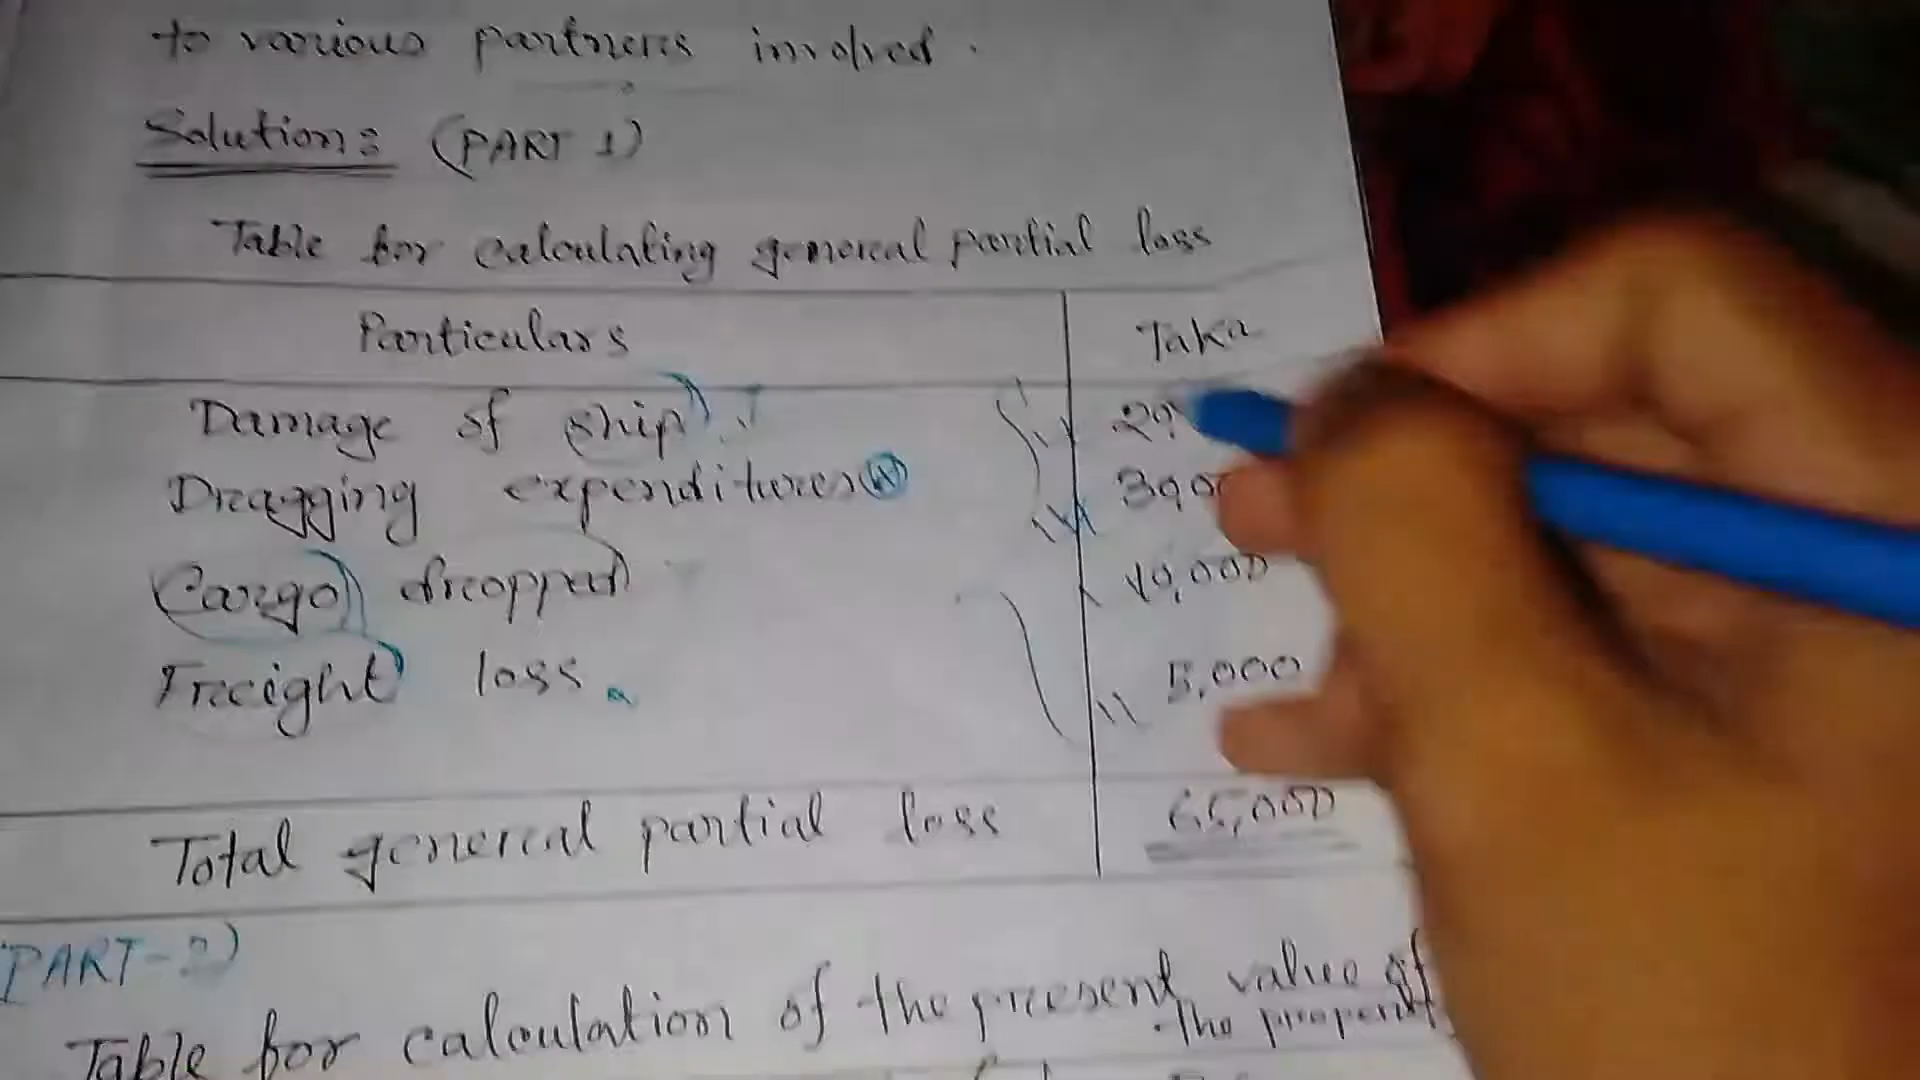 to various partners involved.
Solution: (PART 1)
Table for calculating general partial loss
Particulars Taka
Damage of ship
Dragging expenditures
Cargo dropped 10,000
Freight loss 5,000
Total general partial loss 65,000
(PART-2)
Table for calculation of the present value of
the property